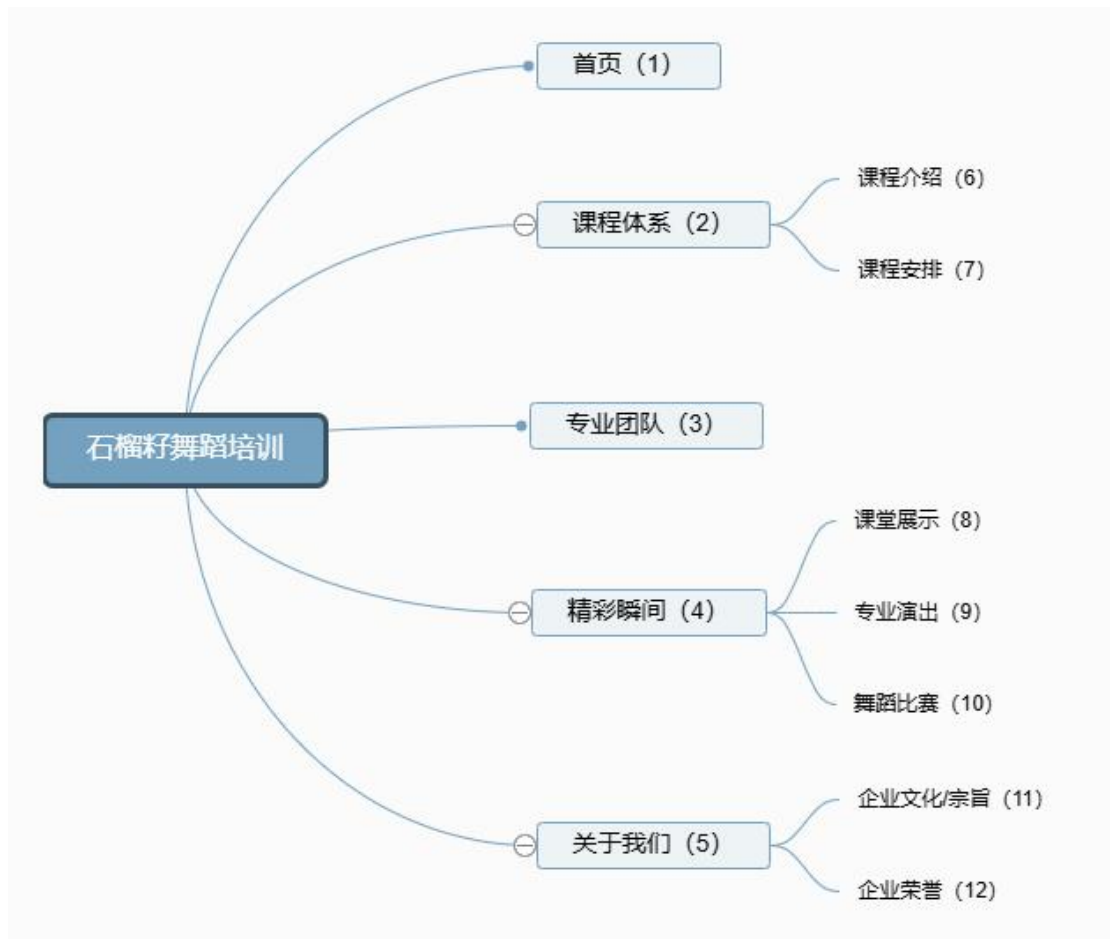 首页（1）
课程介绍（6）
课程体系（2）
课程安排（7）
石榴籽舞蹈培训
专业团队（3）
课堂展示（8）
精彩瞬间（4）
专业演出（9）
舞蹈比赛（10）
企业文化/宗旨（11）
关于我们（5）
企业荣誉（12）